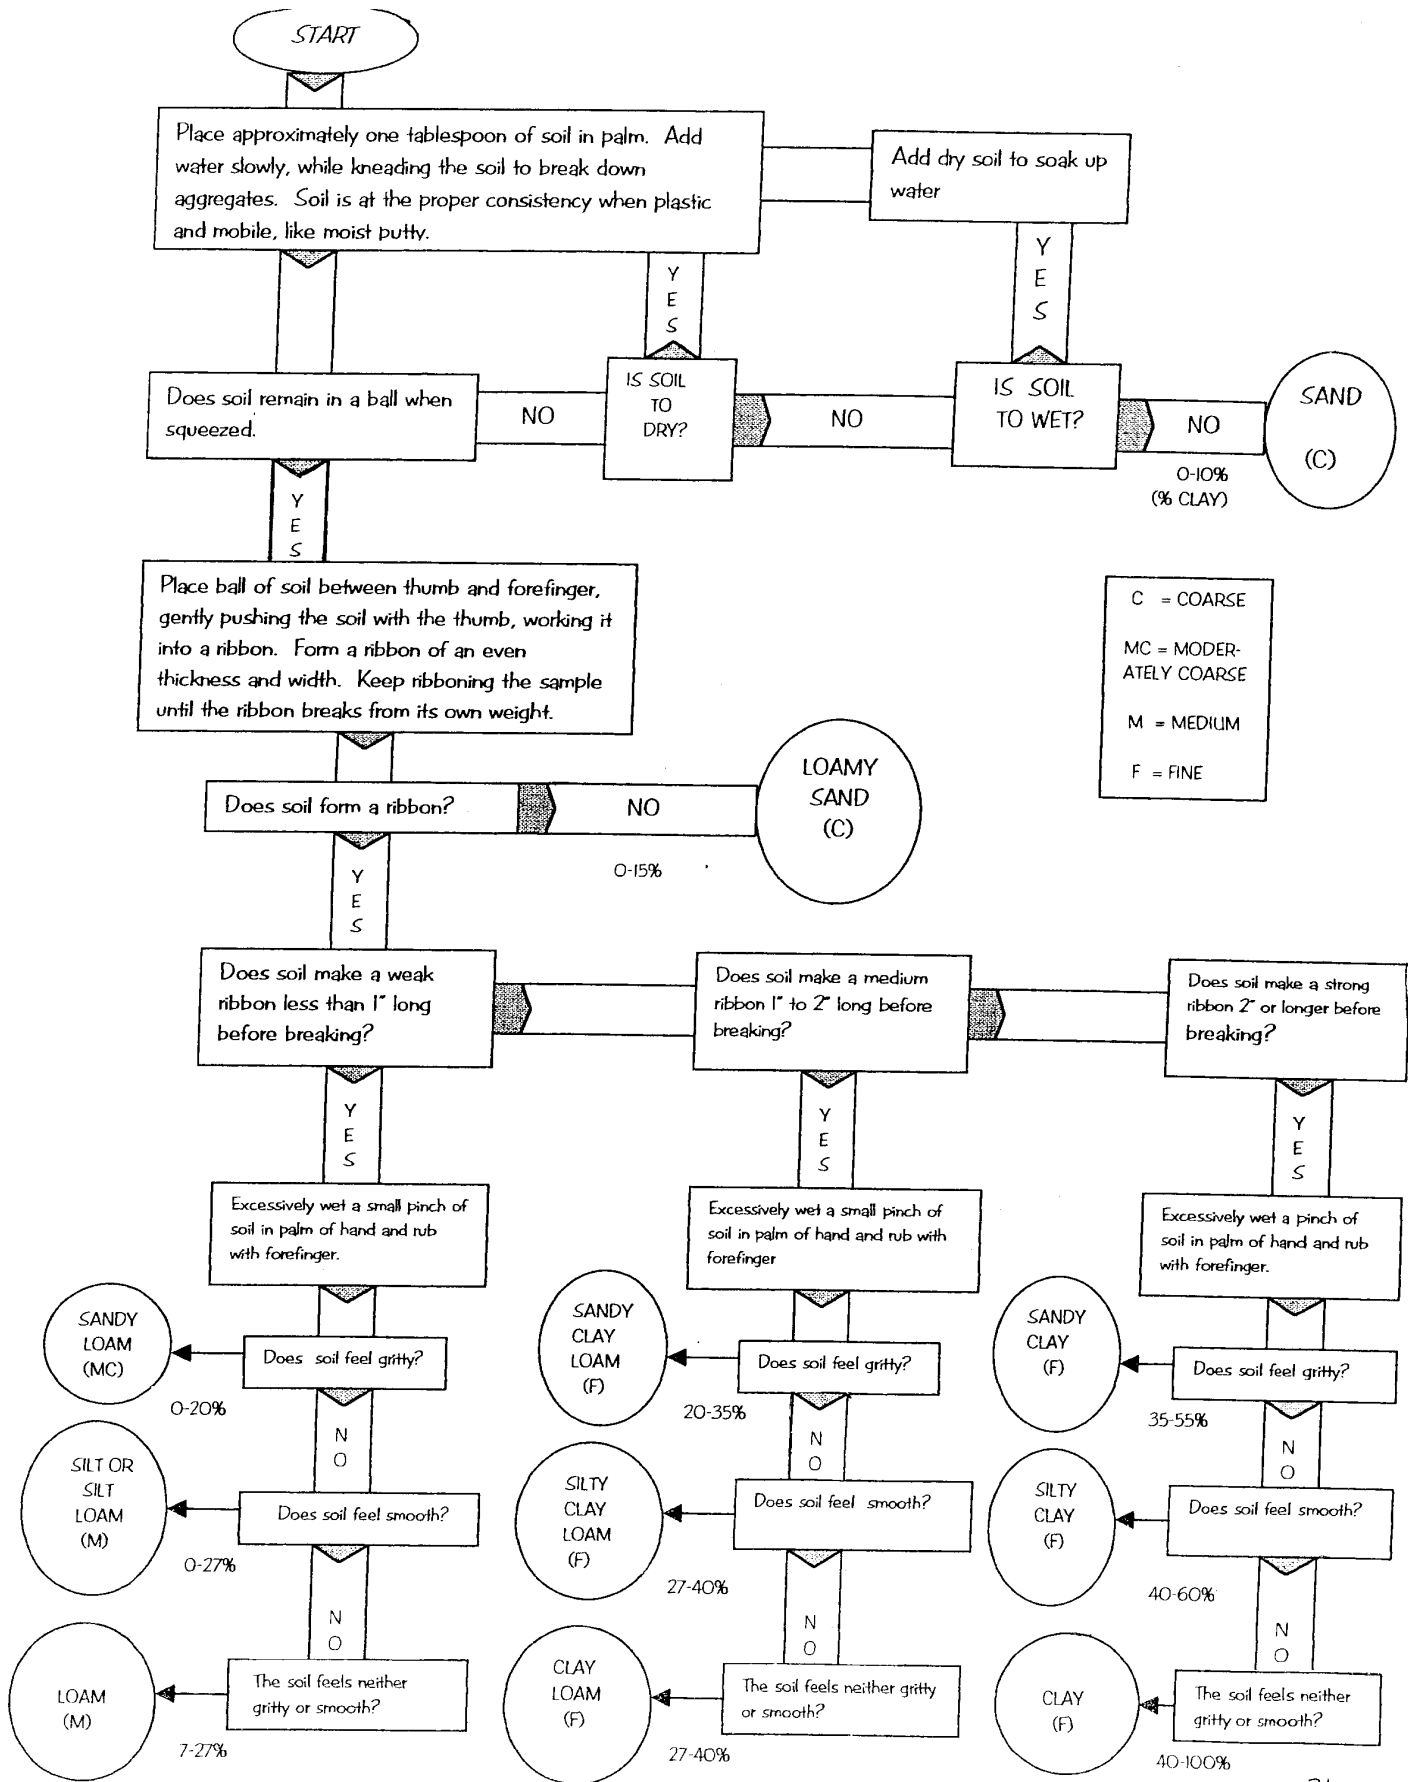 START
Place approximately one tablespoon of soil in palm. Add
water slowly, while kneading the soil to break down
aggregates. Soil is at the proper consistency when plastic
and mobile, like moist putty.
Add dry soil to soak up
water
Y
E
S
Y
E
S
Does soil remain in a ball when
squeezed.
NO
IS SOIL
TO
DRY?
NO
IS SOIL
TO WET?
NO
0-10%
(% CLAY)
SAND
(C)
Y
E
S
Place ball of soil between thumb and forefinger,
gently pushing the soil with the thumb, working it
into a ribbon. Form a ribbon of an even
thickness and width. Keep ribboning the sample
until the ribbon breaks from its own weight.
C = COARSE
MC = MODER-
ATELY COARSE
M = MEDIUM
F = FINE
Does soil form a ribbon?
NO
0-15%
LOAMY
SAND
(C)
Y
E
S
Does soil make a weak
ribbon less than 1" long
before breaking?
Does soil make a medium
ribbon 1" to 2" long before
breaking?
Does soil make a strong
ribbon 2" or longer before
breaking?
Y
E
S
Y
E
S
Y
E
S
Excessively wet a small pinch of
soil in palm of hand and rub
with forefinger.
Excessively wet a small pinch of
soil in palm of hand and rub with
forefinger
Excessively wet a pinch of
soil in palm of hand and rub
with forefinger.
SANDY
LOAM
(MC)
0-20%
Does soil feel gritty?
SANDY
CLAY
LOAM
(F)
20-35%
Does soil feel gritty?
SANDY
CLAY
(F)
35-55%
Does soil feel gritty?
N
O
N
O
N
O
SILT OR
SILT
LOAM
(M)
0-27%
Does soil feel smooth?
SILTY
CLAY
LOAM
(F)
27-40%
Does soil feel smooth?
SILTY
CLAY
(F)
40-60%
Does soil feel smooth?
N
O
N
O
N
O
LOAM
(M)
7-27%
The soil feels neither
gritty or smooth?
CLAY
LOAM
(F)
27-40%
The soil feels neither gritty
or smooth?
CLAY
(F)
40-100%
The soil feels neither
gritty or smooth?